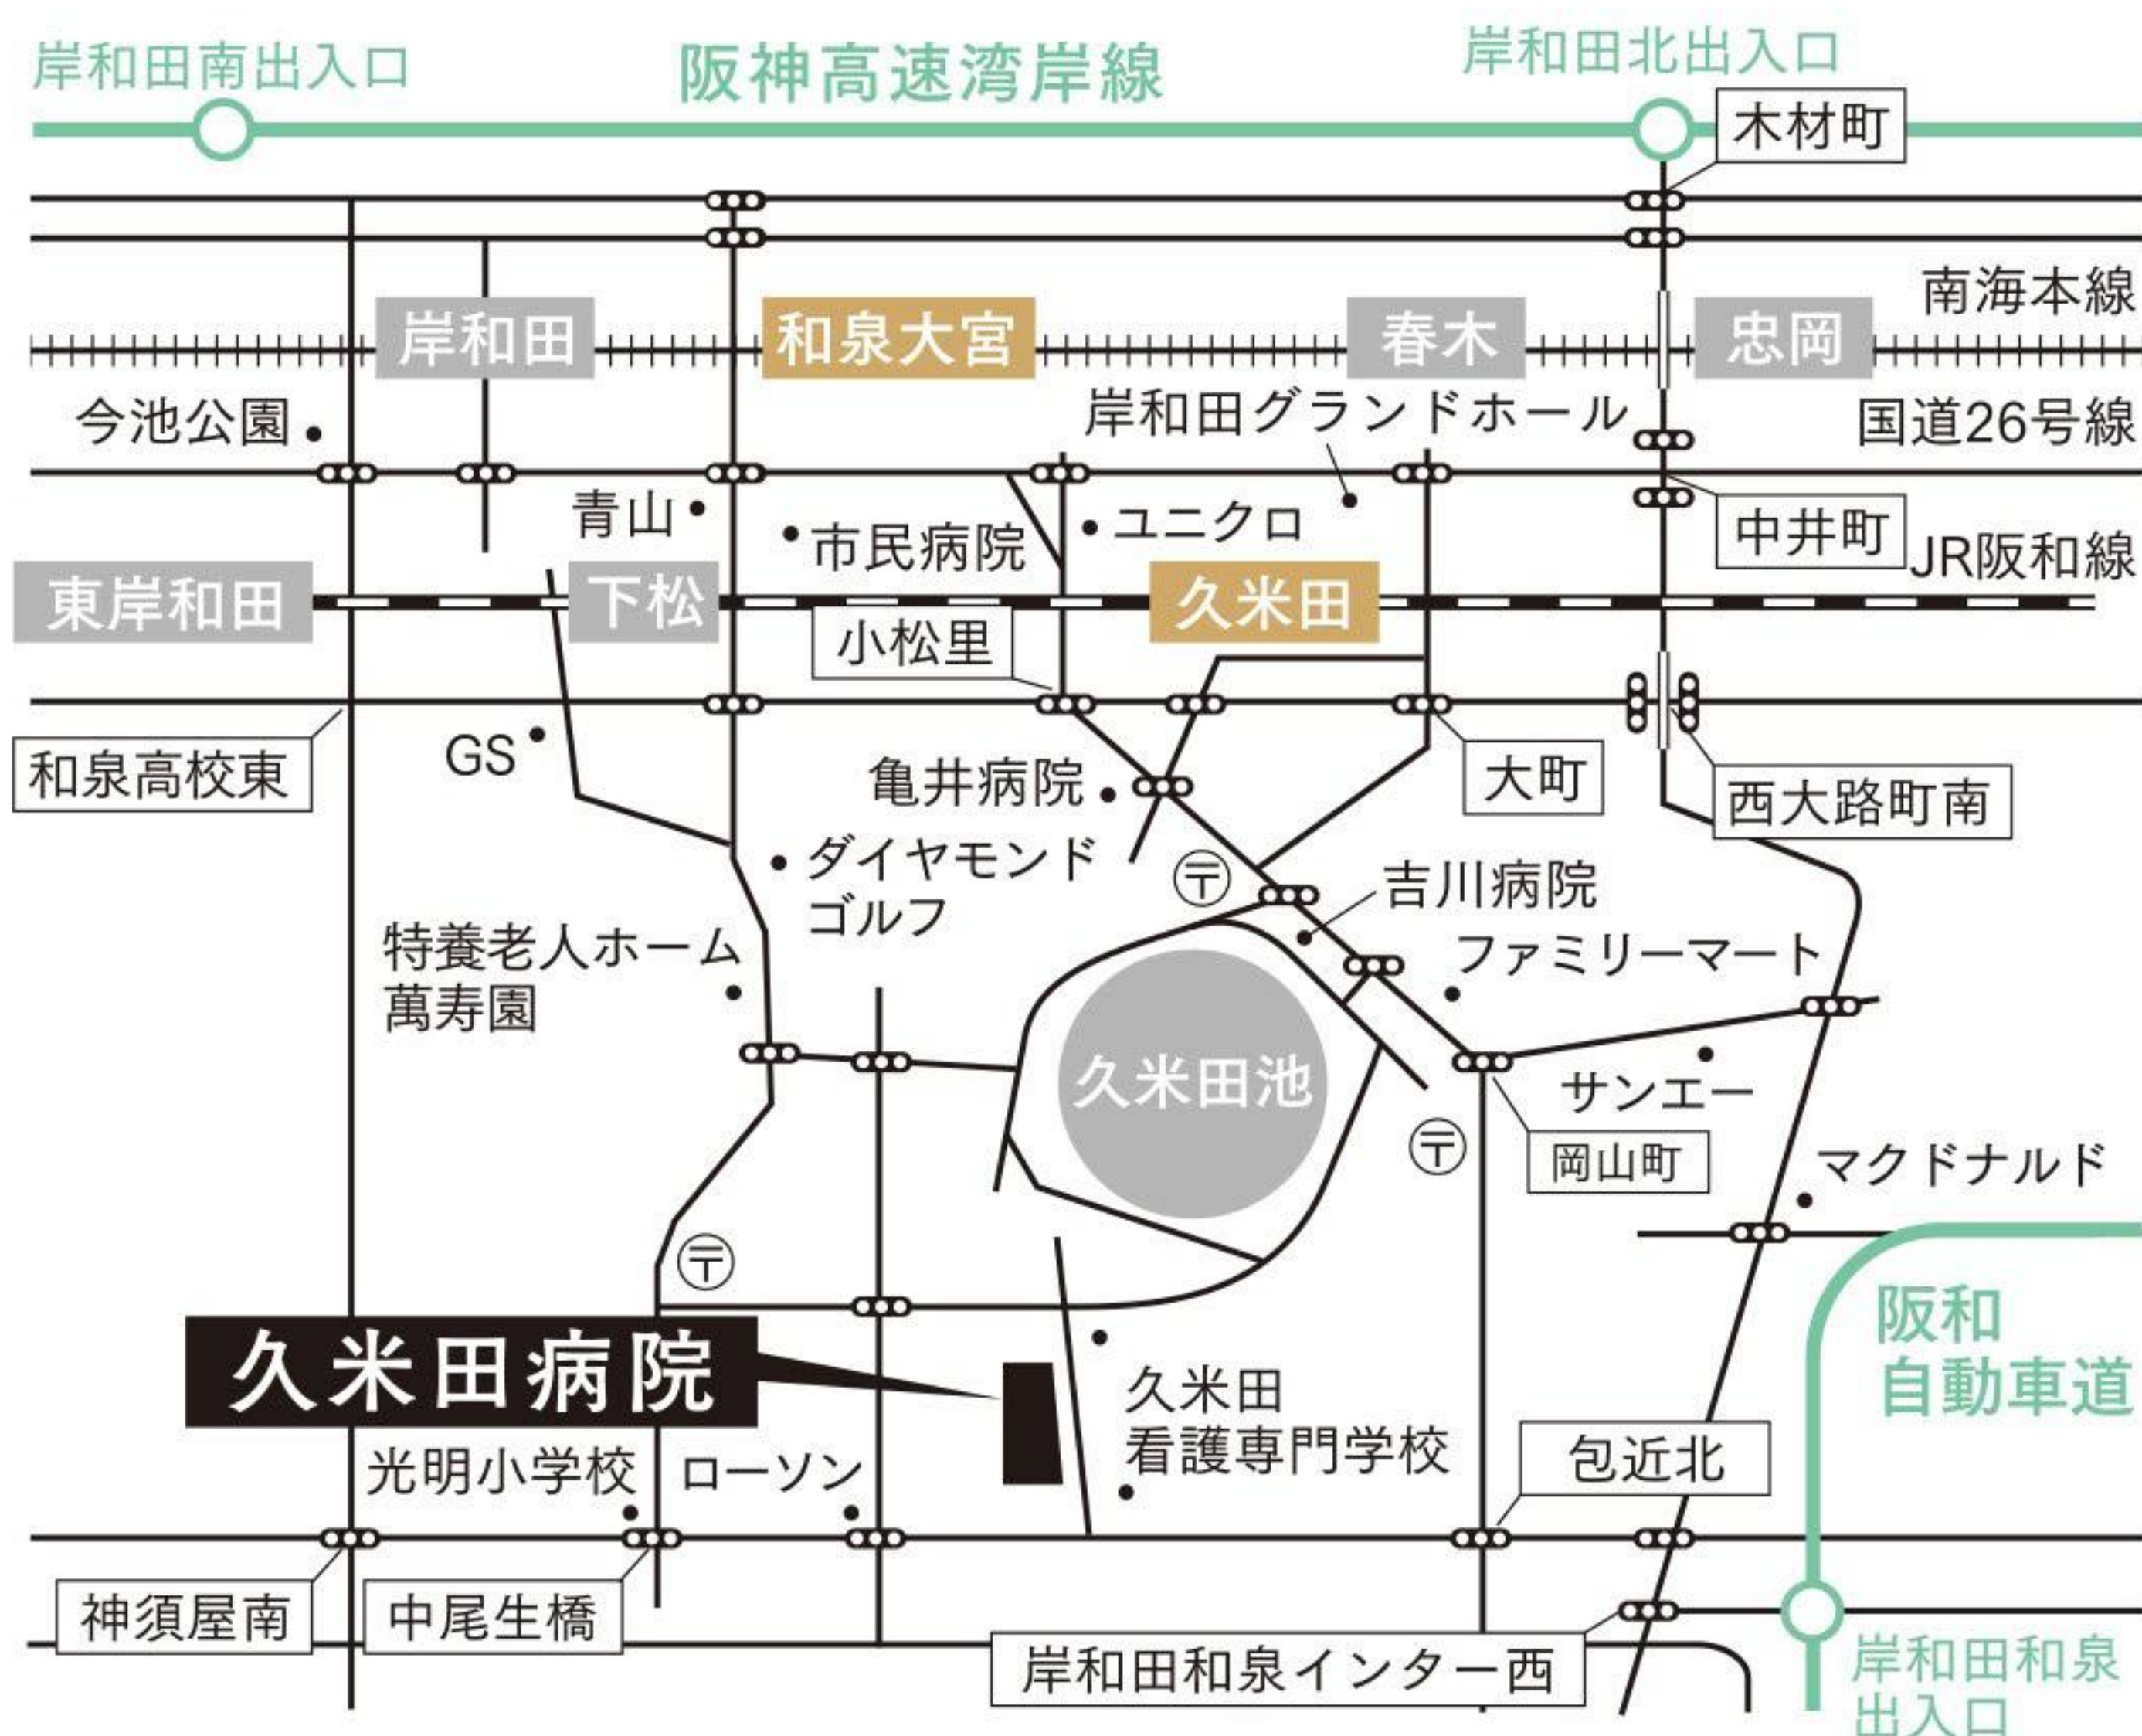 岸和田南出入口
阪神高速湾岸線
岸和田北出入口
木材町
南海本線
岸和田
和泉大宮
春木
忠岡
今池公園
岸和田グランドホール
国道26号線
青山
市民病院
ユニクロ
中井町
JR阪和線
東岸和田
下松
久米田
小松里
和泉高校東
GS
亀井病院
大町
西大路町南
ダイヤモンド
ゴルフ
〒
吉川病院
特養老人ホーム
萬寿園
ファミリーマート
久米田池
サンエー
〒
岡山町
マクドナルド
〒
阪和
自動車道
久米田病院
久米田
看護専門学校
光明小学校
ローソン
包近北
神須屋南
中尾生橋
岸和田和泉インター西
岸和田和泉
出入口